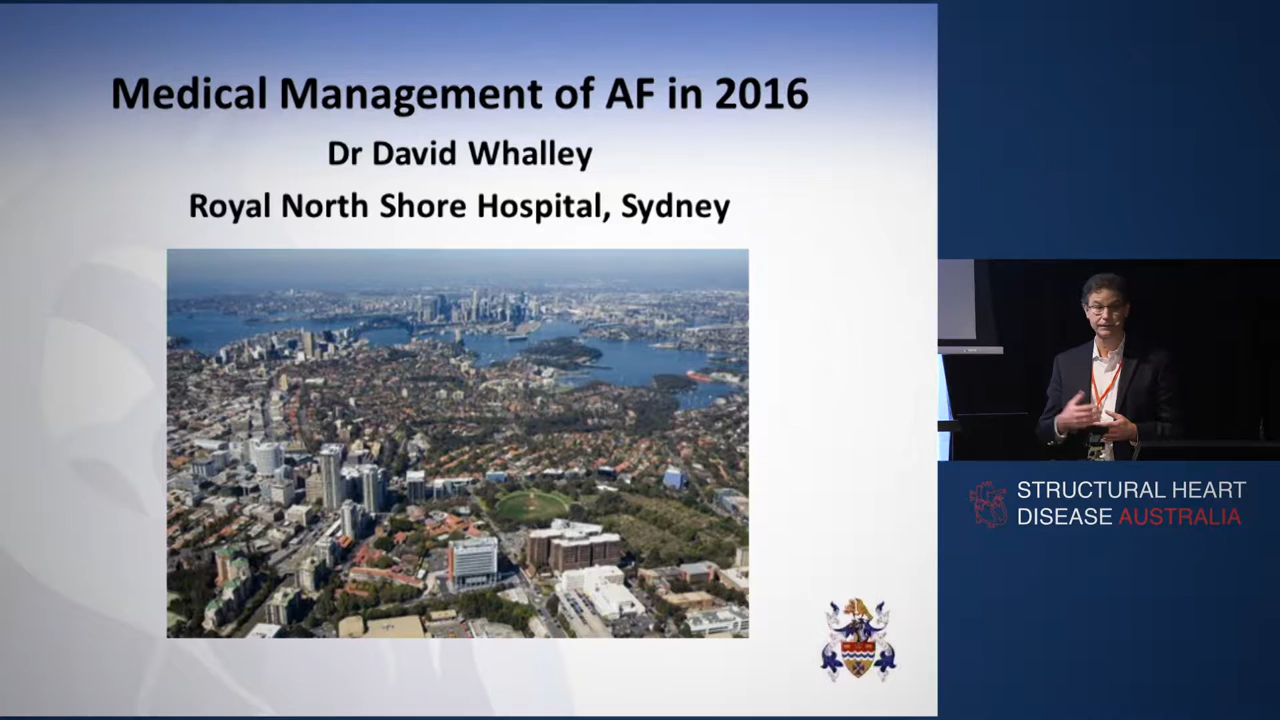 Medical Management of AF in 2016
Dr David Whalley
Royal North Shore Hospital, Sydney
STRUCTURAL HEART
DISEASE AUSTRALIA